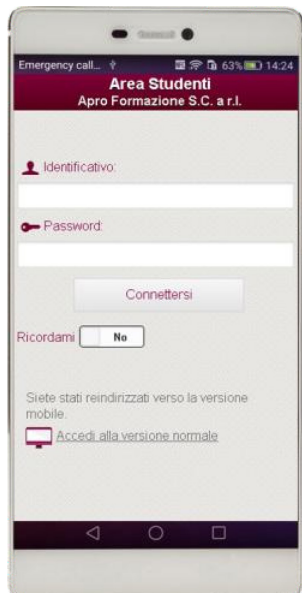 Emergency call... 63% 14:24
Area Studenti
Apro Formazione S.C. a r.l.
Identificativo:
Password:
Connettersi
Ricordami No
Siete stati reindirizzati verso la versione
mobile.
Accedi alla versione normale